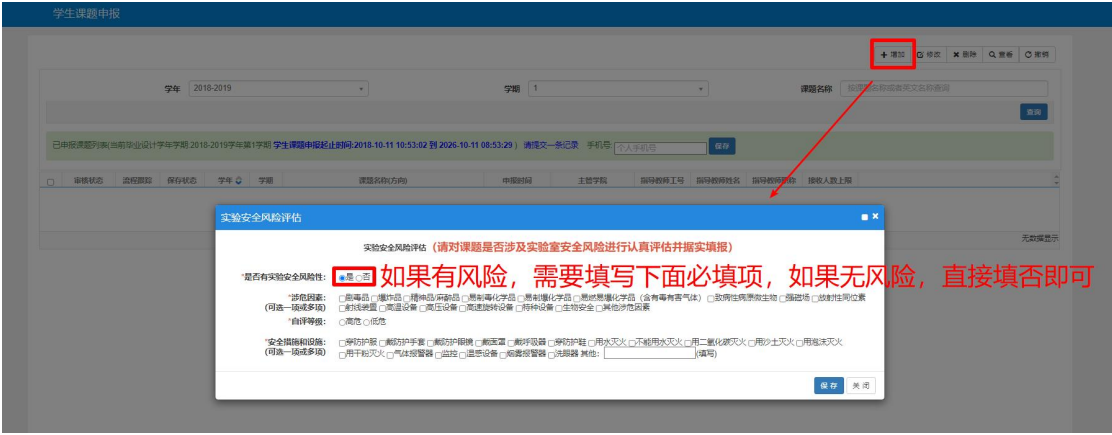 学生课题申报
增加 修改 删除 查看 撤销
学年 2018-2019 学期 1 课题名称 按课题名称或者英文名称查询
查询
已申报课题列表(当前毕业设计学年学期:2018-2019学年第1学期 学生课题申报起止时间:2018-10-11 10:53:02 到 2026-10-11 08:53:29 ) 请提交一条记录 手机号: 个人手机号 保存
审核状态 流程跟踪 保存状态 学年 学期 课题名称(方向) 申报时间 主管学院 指导教师工号 指导教师姓名 指导教师职称 接收人数上限
无数据显示
实验安全风险评估
实验安全风险评估(请对课题是否涉及实验室安全风险进行认真评估并据实填报)
*是否有实验安全风险性: 是 否 如果有风险,需要填写下面必填项,如果无风险,直接填否即可
*涉危因素: 剧毒品 爆炸品 精神品/麻醉品 易制毒化学品 易制爆化学品 易燃易爆化学品(含有毒有害气体) 致病性病原微生物 强磁场 放射性同位素
(可选一项或多项) 射线装置 高温设备 高压设备 高速旋转设备 特种设备 生物安全 其他涉危因素
*自评等级: 高危 低危
*安全措施和设施: 穿防护服 戴防护手套 戴防护眼镜 戴面罩 戴呼吸器 穿防护鞋 用水灭火 不能用水灭火 用二氧化碳灭火 用沙土灭火 用泡沫灭火
(可选一项或多项) 用干粉灭火 气体报警器 监控 温感设备 烟雾报警器 洗眼器 其他: (填写)
保存 关闭